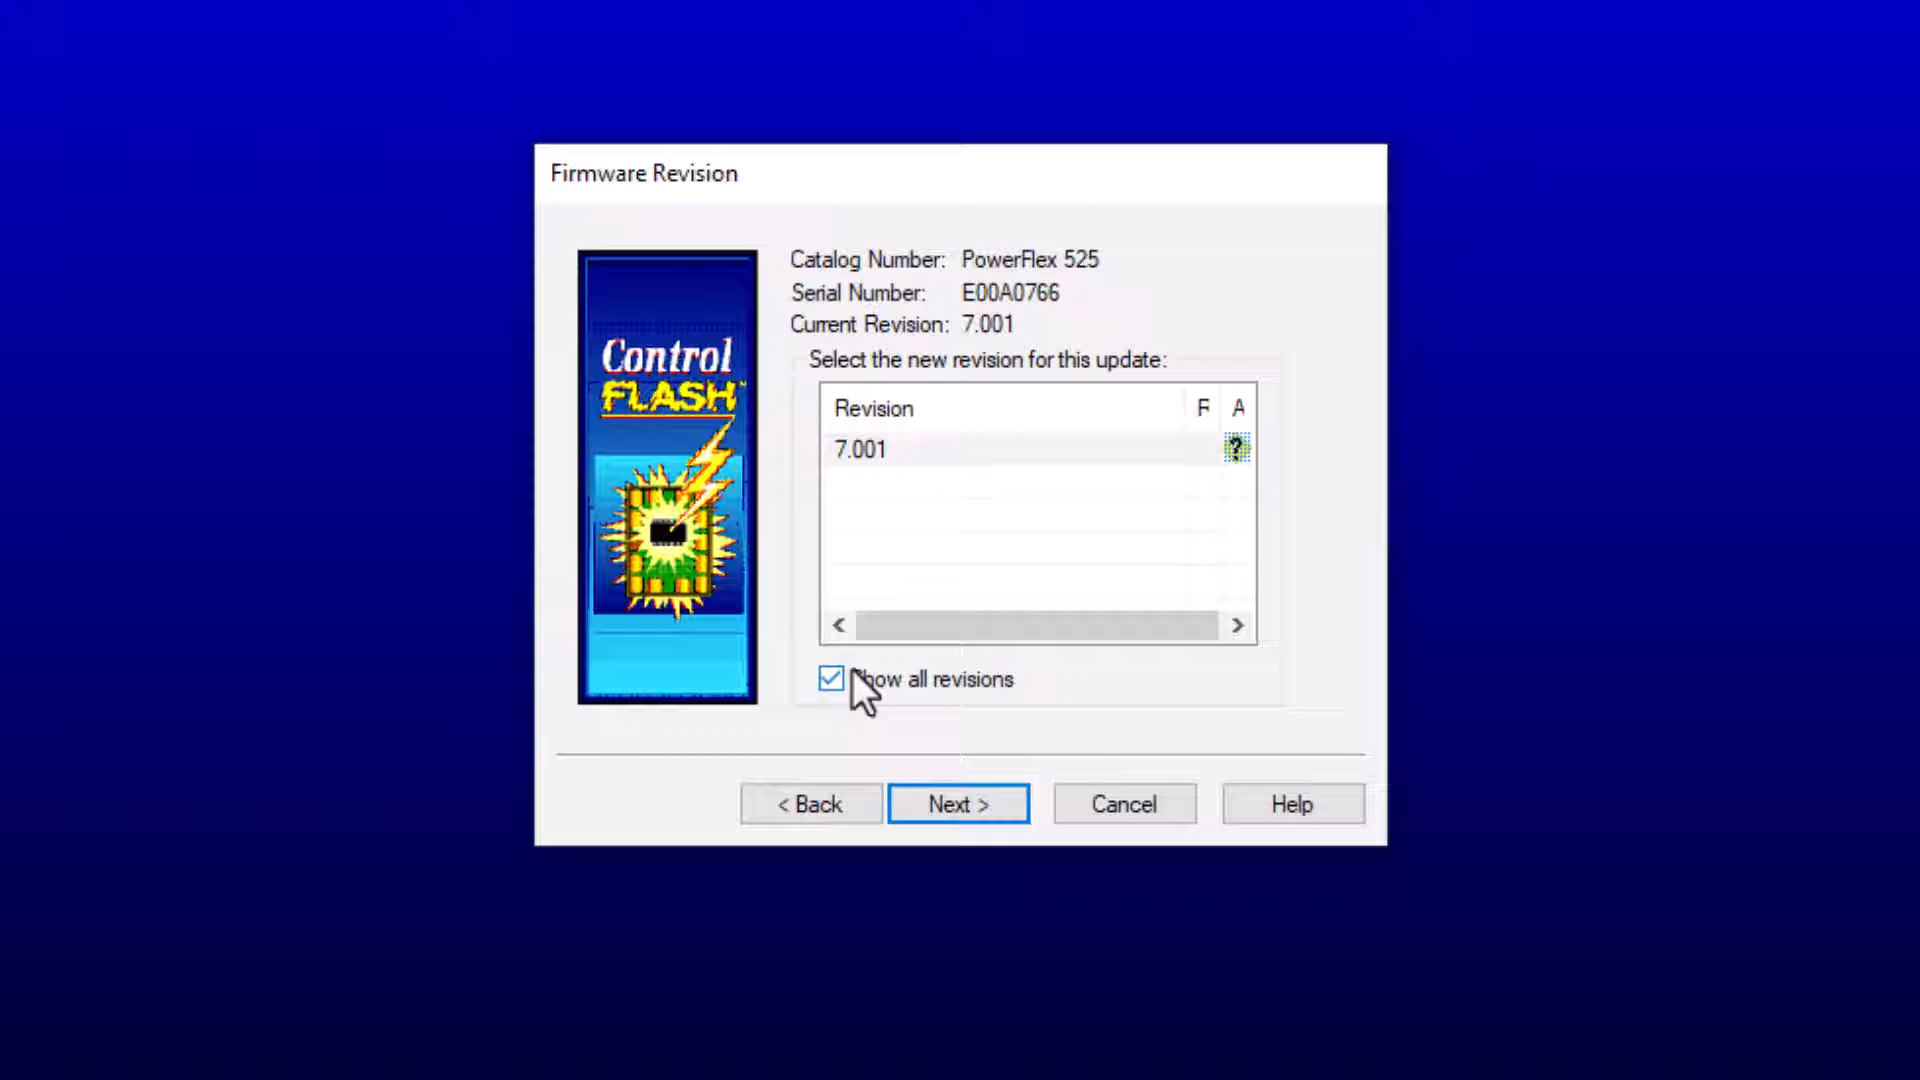 Firmware Revision
Control
FLASH
Catalog Number: PowerFlex 525
Serial Number: E00A0766
Current Revision: 7.001
Select the new revision for this update:
Revision F A
7.001 ?
how all revisions
< Back Next > Cancel Help